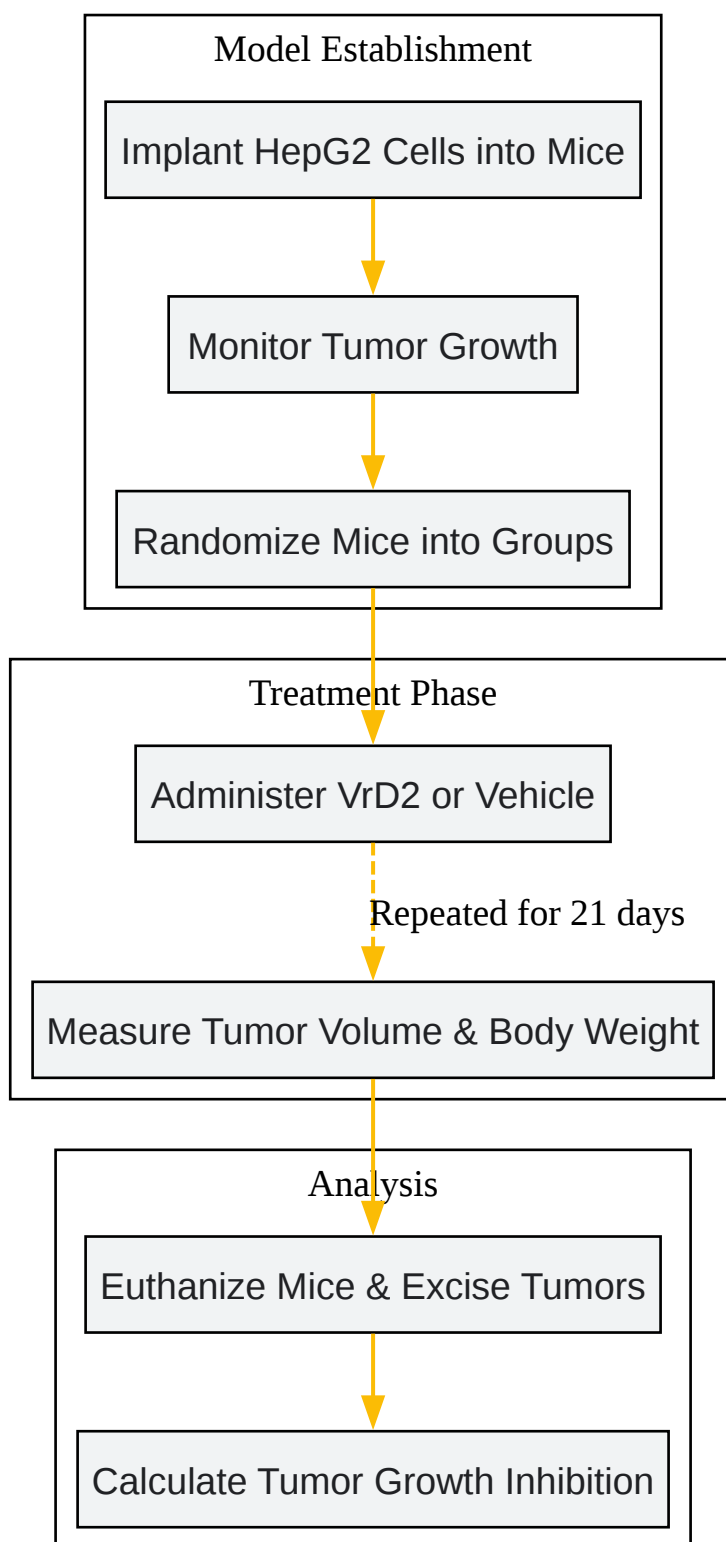 Model Establishment
Implant HepG2 Cells into Mice
Monitor Tumor Growth
Randomize Mice into Groups
Treatment Phase
Administer VrD2 or Vehicle
Repeated for 21 days
Measure Tumor Volume & Body Weight
Analysis
Euthanize Mice & Excise Tumors
Calculate Tumor Growth Inhibition